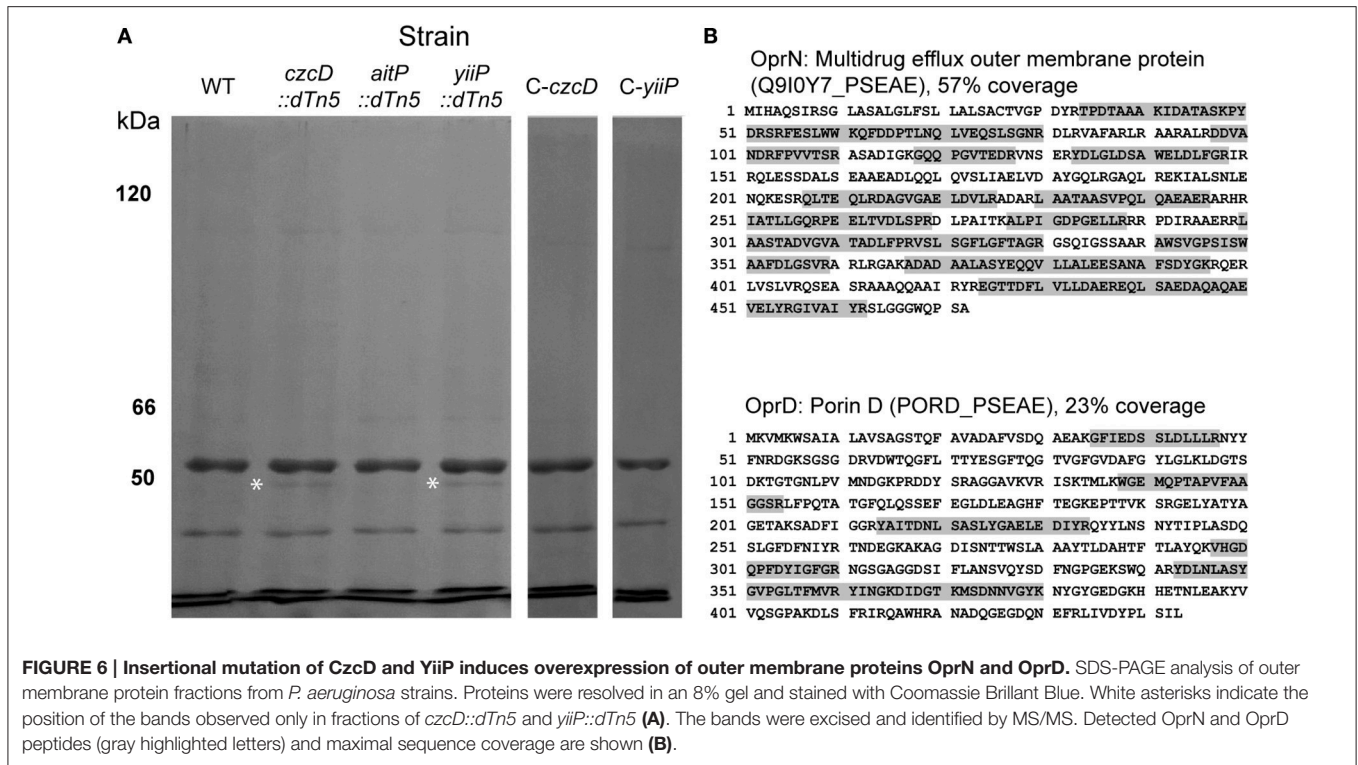 A
Strain
WT
czcD
::dTn5
aitP
::dTn5
yiiP
::dTn5
C-czcD
C-yiiP
kDa
120
66
50
*
*
B
OprN: Multidrug efflux outer membrane protein
(Q9I0Y7_PSEAE), 57% coverage
1 MIHAQSIRSG LASALGLFSL LALSACTVGP DYRTPDTAAA KIDATASKPY
51 DRSRFESLWW KQFDDPTLNQ LVEQSLSGNR DLRVAFARLR AARALRDDVA
101 NDRFPVVTSR ASADIGKGQQ PGVTEDRVNS ERYDLGLDSA WELDLFGRIR
151 RQLESSDALS EAAEADLQQL QVSLIAELVD AYGQLRGAQL REKIALSNLE
201 NQKESRQLTE QLRDAGVGAE LDVLRADARL AATAASVPQL QAEAERARHR
251 IATLLGQRPE ELTVDLSPRD LPAITKALPI GDPGELLRRR PDIRAAERRL
301 AASTADVGVA TADLFPRVSLS SGFLGFTAGR GSQIGSSAAR AWSVGPSISW
351 AAFDLGSVRA RLRGAKADAD AALASYEQQV LLALEESANA FSDYGKRQER
401 LVSLVRQSEA SRAAAQQAAI RYREGTTDFL VLLDAEREQL SAEDAQAQAE
451 VELYRGIVAI YRSLGGGWQP SA
OprD: Porin D (PORD_PSEAE), 23% coverage
1 MKVMKWSAIA LAVSAGSTQF AVADAFVSDQ AEAKGFIEDS SLDLLLRNYY
51 FNRDGKSGSG DRVDWTQGFL TTYESGFTQG TVGFGVDAFG YLGLKLDGTS
101 DKTGTGNLPV MNDGKPRDDY SRAGGAVKVR ISKTMLKWGE MQPTAPVFAA
151 GGSRLFPQTA TGFQLQSSEF EGLDLEAGHF TEGKEPTTVK SRGELYATYA
201 GETAKSADFI GGRYAITDNL SASLYGAELE DIYRQYYLNS NYTIPLASDQ
251 SLGFDFNIYR TNDEGKAKAG DISNTTWSLA AAYTLDAHTF TLAYQKVHGD
301 QPFDYIGFGR NGSGAGGDSI FLANSVQYSD FNGPGEKSWQ ARYDLNLASY
351 GVPGLTFMVR YINGKDIDGT KMSDNNVGYK NYGYGEDGKH HETNLEAKYV
401 VQSGPAKDLS FRIRQAWHRA NADQGEGDQN EFRLIVDYPL SIL
FIGURE 6 | Insertional mutation of CzcD and YiiP induces overexpression of outer membrane proteins OprN and OprD. SDS-PAGE analysis of outer
membrane protein fractions from P. aeruginosa strains. Proteins were resolved in an 8% gel and stained with Coomassie Brillant Blue. White asterisks indicate the
position of the bands observed only in fractions of czcD::dTn5 and yiiP::dTn5 (A). The bands were excised and identified by MS/MS. Detected OprN and OprD
peptides (gray highlighted letters) and maximal sequence coverage are shown (B).